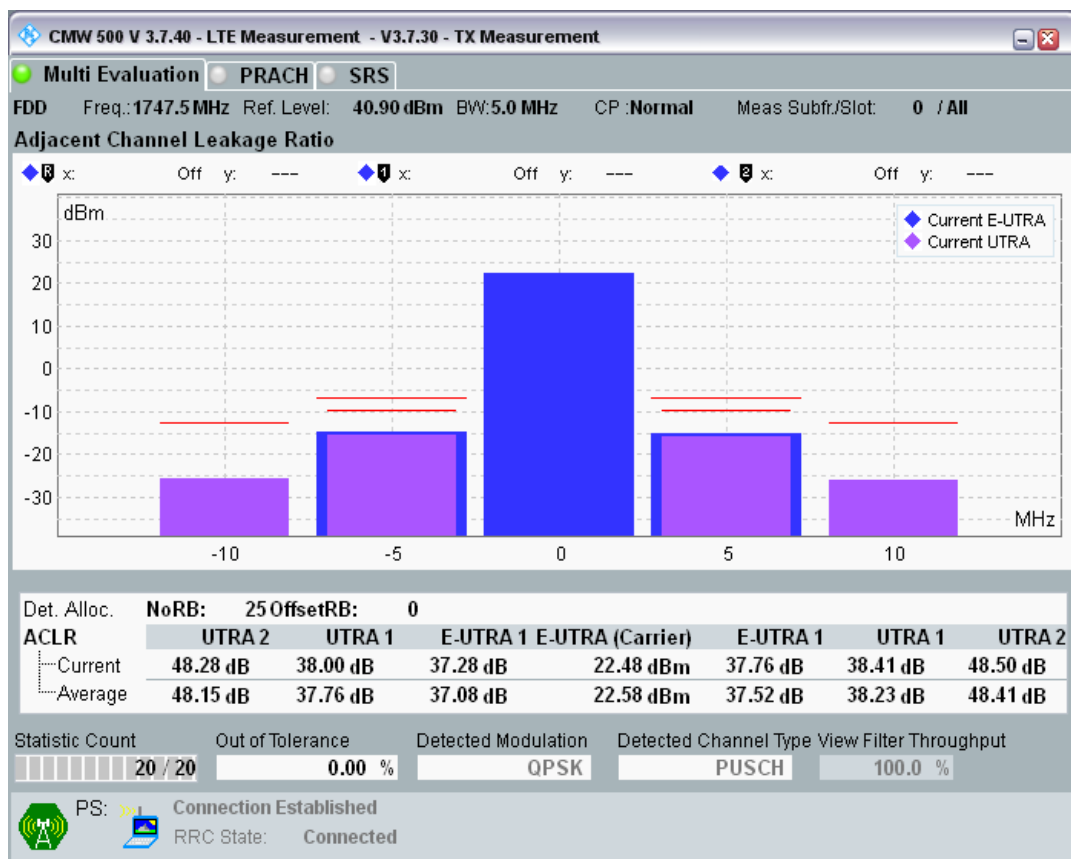 CMW 500 V 3.7.40 - LTE Measurement - V3.7.30 - TX Measurement
Multi Evaluation PRACH SRS
FDD Freq.:1747.5 MHz Ref. Level: 40.90 dBm BW:5.0 MHz CP :Normal Meas Subfr./Slot: 0 / All
Adjacent Channel Leakage Ratio
R x: Off y: --- 1 x: Off y: --- 2 x: Off y: ---
dBm
Current E-UTRA
Current UTRA
30
20
10
0
-10
-20
-30
MHz
-10 -5 0 5 10
Det. Alloc. NoRB: 25 OffsetRB: 0
ACLR UTRA 2 UTRA 1 E-UTRA 1 E-UTRA (Carrier) E-UTRA 1 UTRA 1 UTRA 2
Current 48.28 dB 38.00 dB 37.28 dB 22.48 dBm 37.76 dB 38.41 dB 48.50 dB
Average 48.15 dB 37.76 dB 37.08 dB 22.58 dBm 37.52 dB 38.23 dB 48.41 dB
Statistic Count Out of Tolerance Detected Modulation Detected Channel Type View Filter Throughput
20 / 20 0.00 % QPSK PUSCH 100.0 %
PS: Connection Established
RRC State: Connected